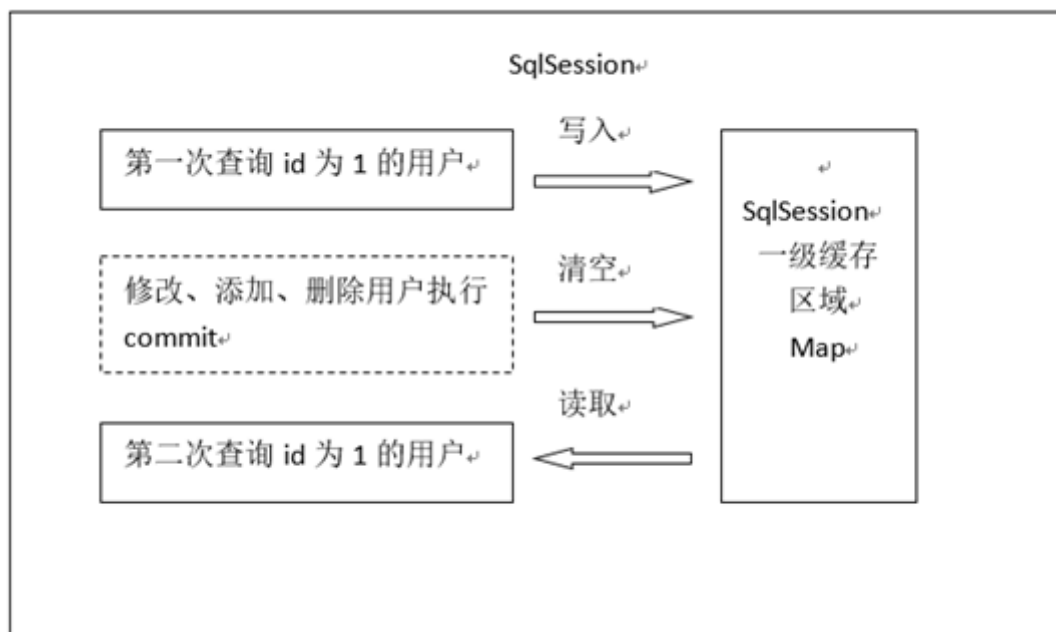 SqlSession
写入
第一次查询 id 为 1 的用户
SqlSession
一级缓存
区域
Map
清空
修改、添加、删除用户执行
commit
读取
第二次查询 id 为 1 的用户